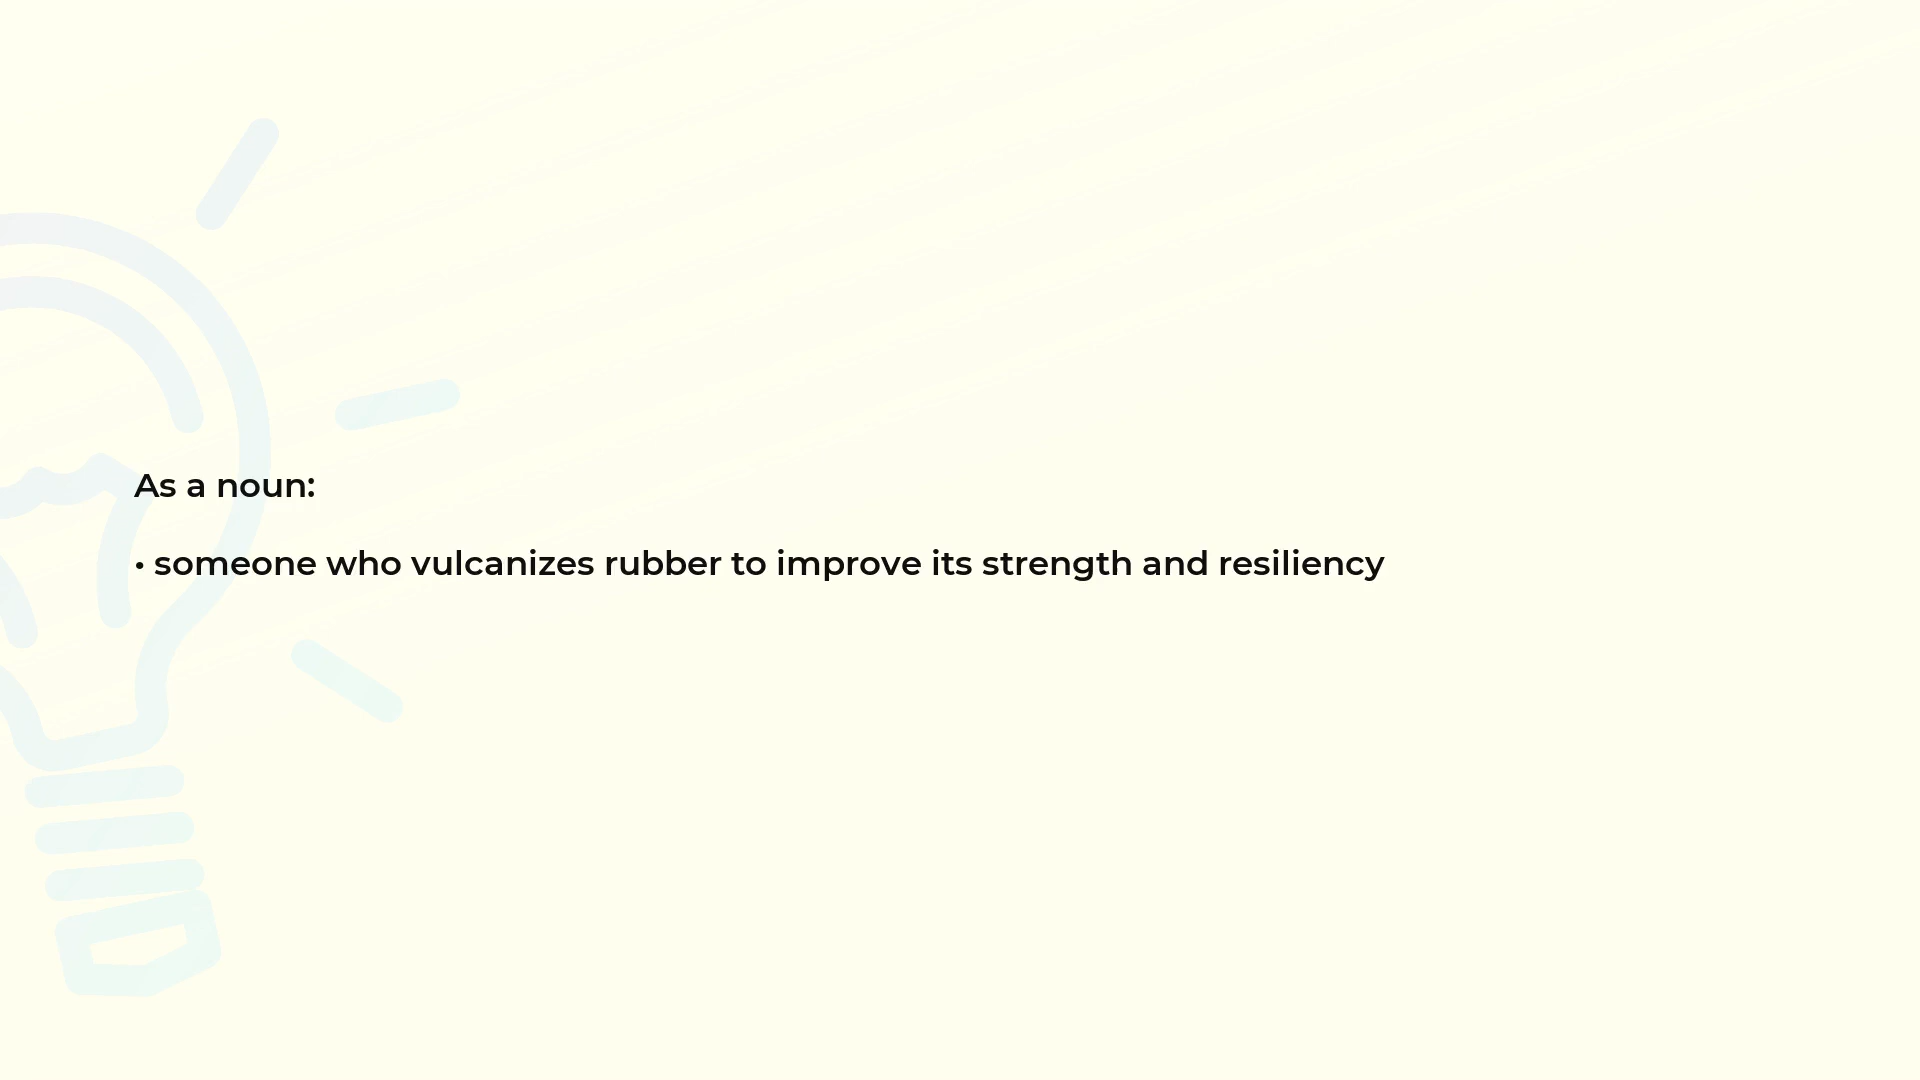 As a noun:
• someone who vulcanizes rubber to improve its strength and resiliency